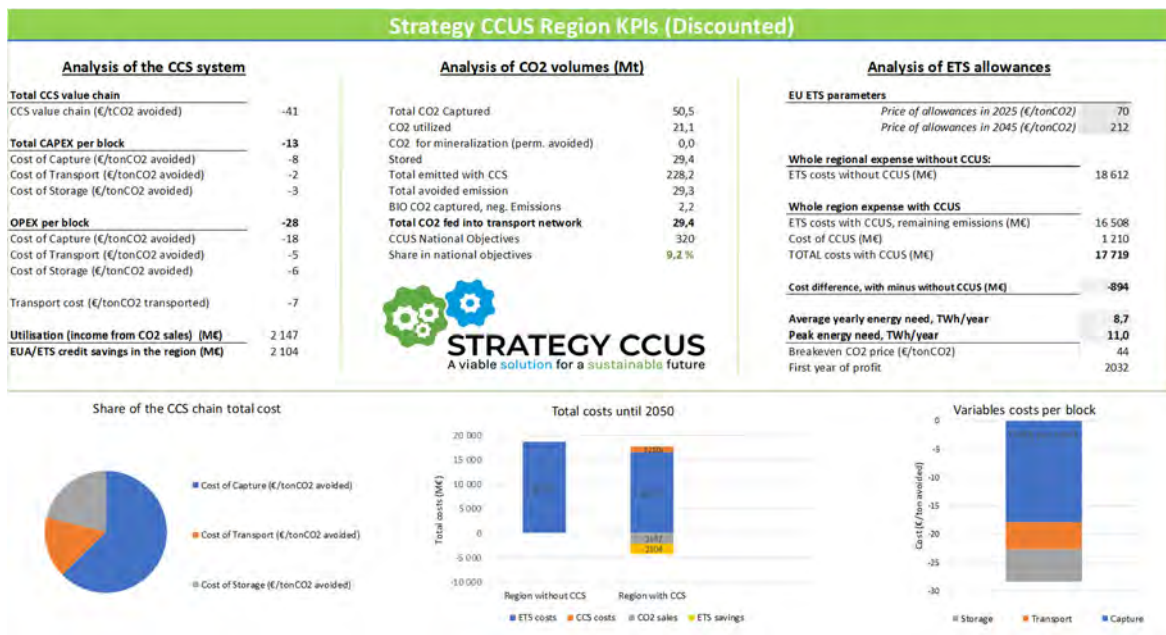 Strategy CCUS Region KPIs (Discounted)
Analysis of the CCS system
Total CCS value chain
CCS value chain (€/tCO2 avoided) -41
Total CAPEX per block -13
Cost of Capture (€/tonCO2 avoided) -8
Cost of Transport (€/tonCO2 avoided) -2
Cost of Storage (€/tonCO2 avoided) -3
OPEX per block -28
Cost of Capture (€/tonCO2 avoided) -18
Cost of Transport (€/tonCO2 avoided) -5
Cost of Storage (€/tonCO2 avoided) -6
Transport cost (€/tonCO2 transported) -7
Utilisation (income from CO2 sales) (M€) 2 147
EUA/ETS credit savings in the region (M€) 2 104
Analysis of CO2 volumes (Mt)
Total CO2 Captured 50,5
CO2 utilized 21,1
CO2 for mineralization (perm. avoided) 0,0
Stored 29,4
Total emitted with CCS 228,2
Total avoided emission 29,3
BIO CO2 captured, neg. Emissions 2,2
Total CO2 fed into transport network 29,4
CCUS National Objectives 320
Share in national objectives 9,2 %
STRATEGY CCUS
A viable solution for a sustainable future
Analysis of ETS allowances
EU ETS parameters
Price of allowances in 2025 (€/tonCO2) 70
Price of allowances in 2045 (€/tonCO2) 212
Whole regional expense without CCUS:
ETS costs without CCUS (M€) 18 612
Whole region expense with CCUS
ETS costs with CCUS, remaining emissions (M€) 16 508
Cost of CCUS (M€) 1 210
TOTAL costs with CCUS (M€) 17 719
Cost difference, with minus without CCUS (M€) -894
Average yearly energy need, TWh/year 8,7
Peak energy need, TWh/year 11,0
Breakeven CO2 price (€/tonCO2) 44
First year of profit 2032
Share of the CCS chain total cost
Cost of Capture (€/tonCO2 avoided)
Cost of Transport (€/tonCO2 avoided)
Cost of Storage (€/tonCO2 avoided)
Total costs until 2050
Total costs (M€)
20 000
15 000
10 000
5 000
0
-5 000
-10 000
Region without CCS Region with CCS
ETS costs CCS costs CO2 sales ETS savings
Variables costs per block
Cost (€/ton avoided)
0
-5
-10
-15
-20
-25
-30
Storage Transport Capture